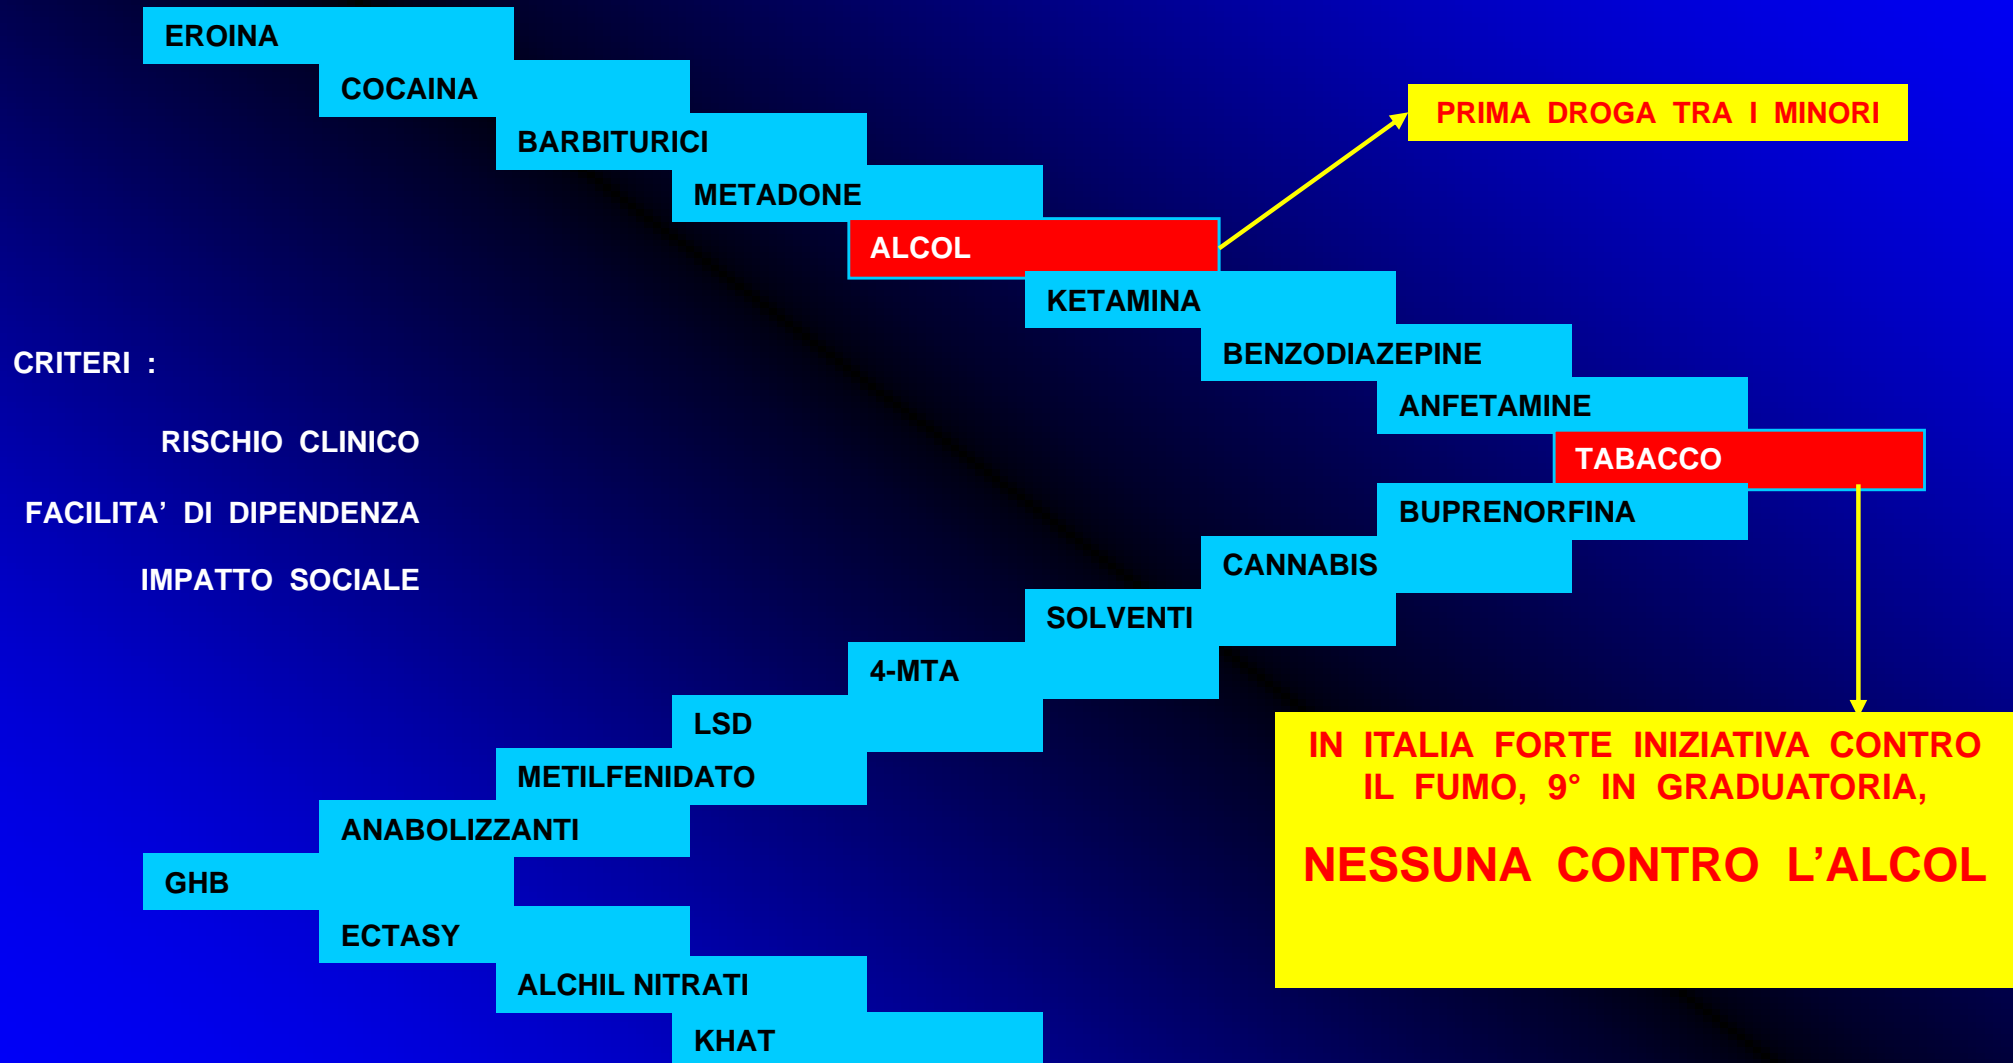 EROINA
COCAINA
PRIMA DROGA TRA I MINORI
BARBITURICI
METADONE
ALCOL
KETAMINA
BENZODIAZEPINE
CRITERI :
ANFETAMINE
RISCHIO CLINICO
TABACCO
FACILITA’ DI DIPENDENZA
BUPRENORFINA
CANNABIS
IMPATTO SOCIALE
SOLVENTI
4-MTA
LSD
IN ITALIA FORTE INIZIATIVA CONTRO
IL FUMO, 9° IN GRADUATORIA,
NESSUNA CONTRO L’ALCOL
METILFENIDATO
ANABOLIZZANTI
GHB
ECTASY
ALCHIL NITRATI
KHAT